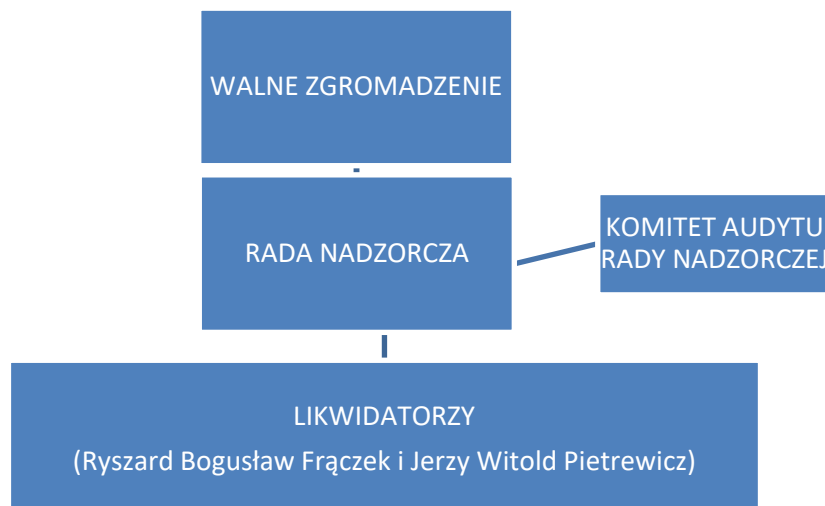 WALNE ZGROMADZENIE
RADA NADZORCZA
KOMITET AUDYTU
RADY NADZORCZEJ
LIKWIDATORZY
(Ryszard Bogusław Frączek i Jerzy Witold Pietrewicz)